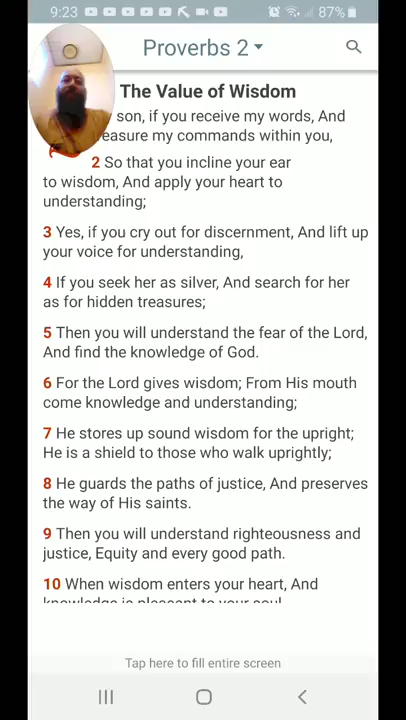 9:23
87%
Proverbs 2
The Value of Wisdom
son, if you receive my words, And
easure my commands within you,
2 So that you incline your ear
to wisdom, And apply your heart to
understanding;
3 Yes, if you cry out for discernment, And lift up
your voice for understanding,
4 If you seek her as silver, And search for her
as for hidden treasures;
5 Then you will understand the fear of the Lord,
And find the knowledge of God.
6 For the Lord gives wisdom; From His mouth
come knowledge and understanding;
7 He stores up sound wisdom for the upright;
He is a shield to those who walk uprightly;
8 He guards the paths of justice, And preserves
the way of His saints.
9 Then you will understand righteousness and
justice, Equity and every good path.
10 When wisdom enters your heart, And
knowledge is pleasant to your soul
Tap here to fill entire screen